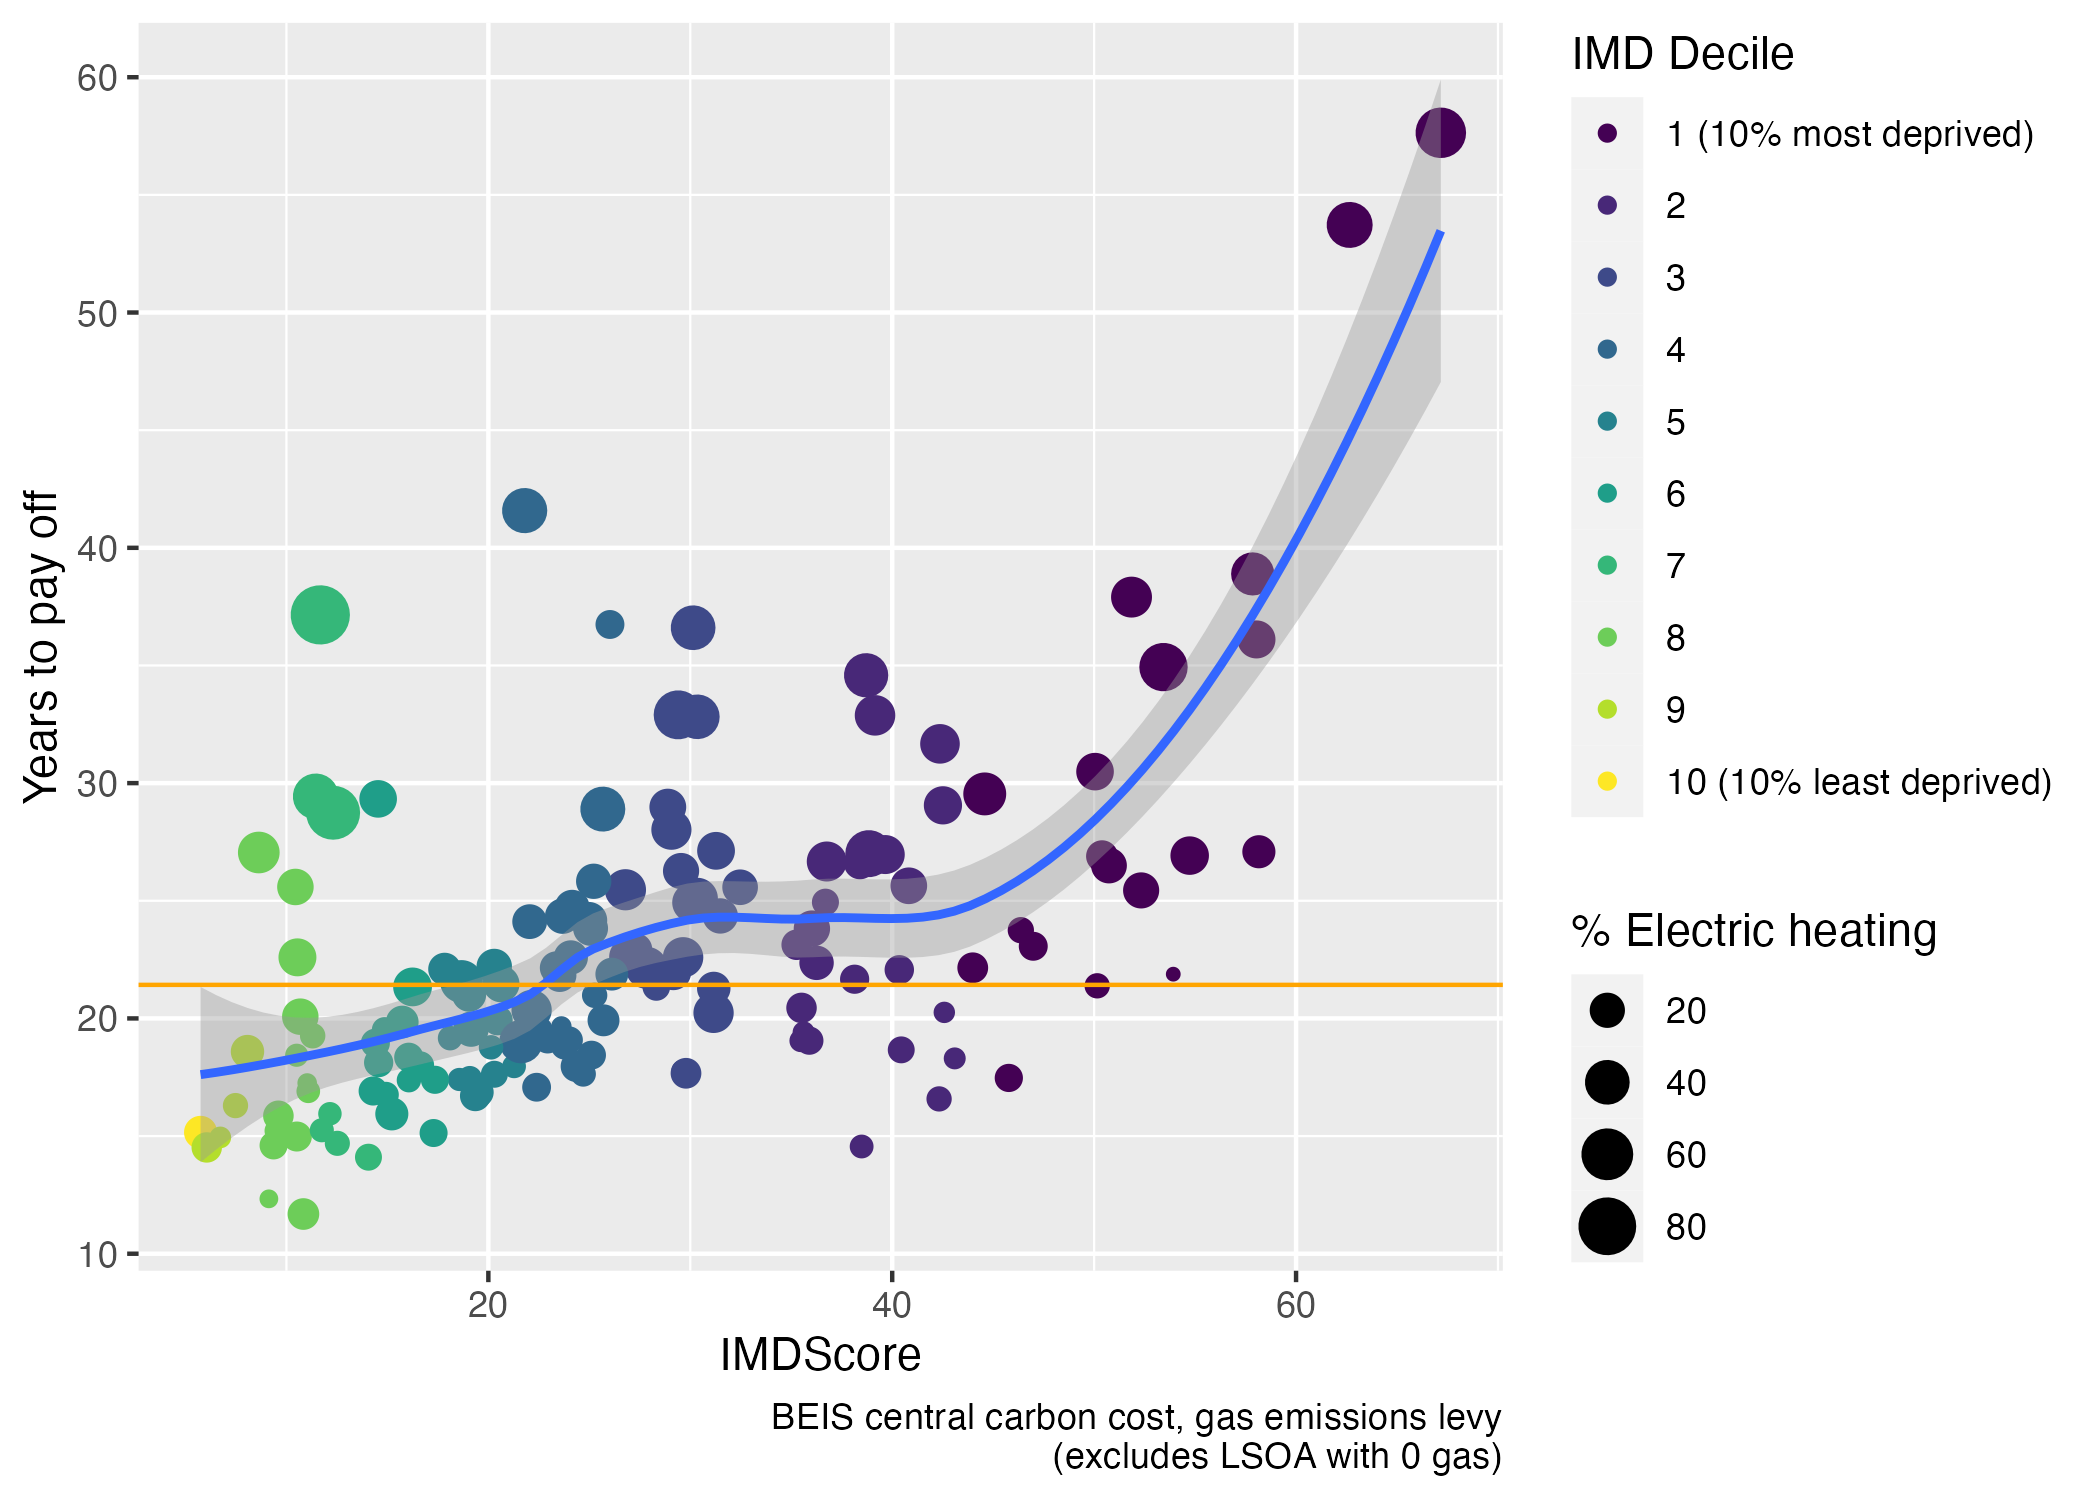 60
50
40
30
20
10
Years to pay off
20
40
60
IMDScore
BEIS central carbon cost, gas emissions levy
(excludes LSOA with 0 gas)
IMD Decile
1 (10% most deprived)
2
3
4
5
6
7
8
9
10 (10% least deprived)
% Electric heating
20
40
60
80